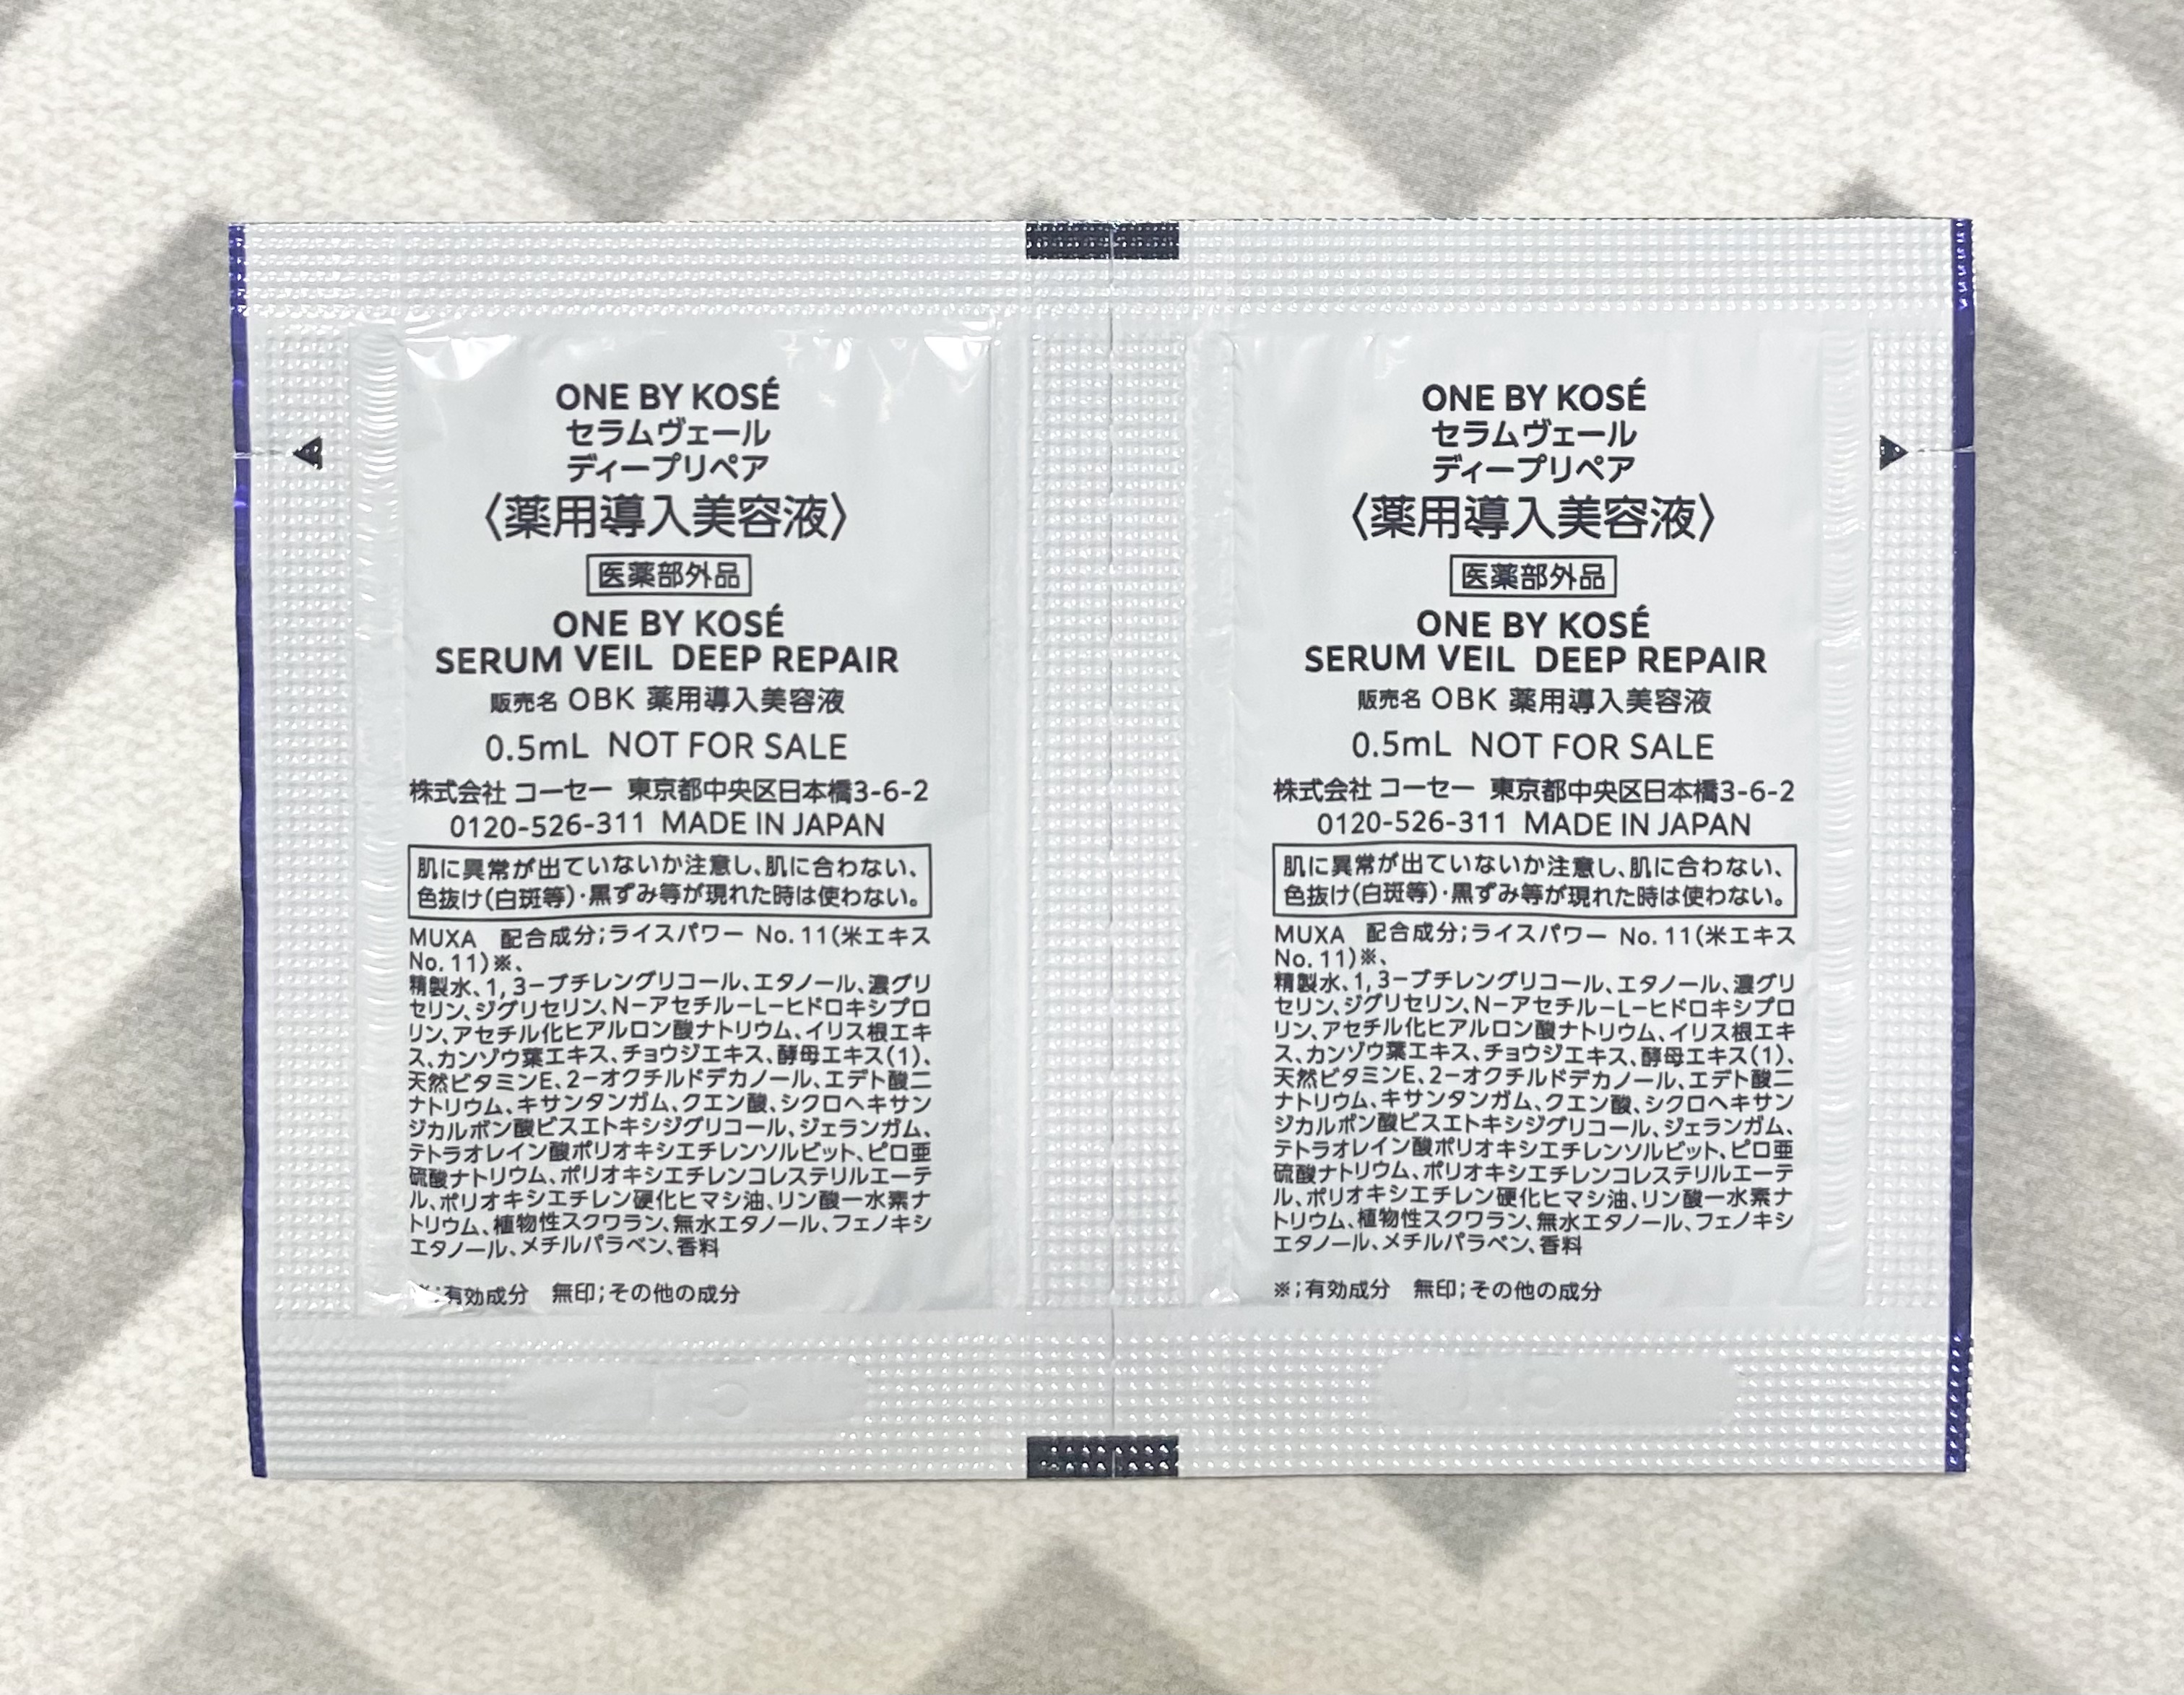 ONE BY KOSÉ
セラムヴェール
ディープリペア
〈薬用導入美容液〉
医薬部外品
ONE BY KOSÉ
SERUM VEIL DEEP REPAIR
販売名 OBK 薬用導入美容液
0.5mL NOT FOR SALE
株式会社 コーセー 東京都中央区日本橋3-6-2
0120-526-311 MADE IN JAPAN
肌に異常が出ていないか注意し、肌に合わない、
色抜け(白斑等)・黒ずみ等が現れた時は使わない。
MUXA 配合成分;ライスパワー No.11(米エキス
No.11)※、
精製水、1,3−ブチレングリコール、エタノール、濃グリ
セリン、ジグリセリン、N−アセチル−L−ヒドロキシプロ
リン、アセチル化ヒアルロン酸ナトリウム、イリス根エキ
ス、カンゾウ葉エキス、チョウジエキス、酵母エキス(1)、
天然ビタミンE、2−オクチルドデカノール、エデト酸二
ナトリウム、キサンタンガム、クエン酸、シクロヘキサン
ジカルボン酸ビスエトキシジグリコール、ジェランガム、
テトラオレイン酸ポリオキシエチレンソルビット、ピロ亜
硫酸ナトリウム、ポリオキシエチレンコレステリルエーテ
ル、ポリオキシエチレン硬化ヒマシ油、リン酸一水素ナ
トリウム、植物性スクワラン、無水エタノール、フェノキシ
エタノール、メチルパラベン、香料
※;有効成分 無印;その他の成分
ONE BY KOSÉ
セラムヴェール
ディープリペア
〈薬用導入美容液〉
医薬部外品
ONE BY KOSÉ
SERUM VEIL DEEP REPAIR
販売名 OBK 薬用導入美容液
0.5mL NOT FOR SALE
株式会社 コーセー 東京都中央区日本橋3-6-2
0120-526-311 MADE IN JAPAN
肌に異常が出ていないか注意し、肌に合わない、
色抜け(白斑等)・黒ずみ等が現れた時は使わない。
MUXA 配合成分;ライスパワー No.11(米エキス
No.11)※、
精製水、1,3−ブチレングリコール、エタノール、濃グリ
セリン、ジグリセリン、N−アセチル−L−ヒドロキシプロ
リン、アセチル化ヒアルロン酸ナトリウム、イリス根エキ
ス、カンゾウ葉エキス、チョウジエキス、酵母エキス(1)、
天然ビタミンE、2−オクチルドデカノール、エデト酸二
ナトリウム、キサンタンガム、クエン酸、シクロヘキサン
ジカルボン酸ビスエトキシジグリコール、ジェランガム、
テトラオレイン酸ポリオキシエチレンソルビット、ピロ亜
硫酸ナトリウム、ポリオキシエチレンコレステリルエーテ
ル、ポリオキシエチレン硬化ヒマシ油、リン酸一水素ナ
トリウム、植物性スクワラン、無水エタノール、フェノキシ
エタノール、メチルパラベン、香料
※;有効成分 無印;その他の成分